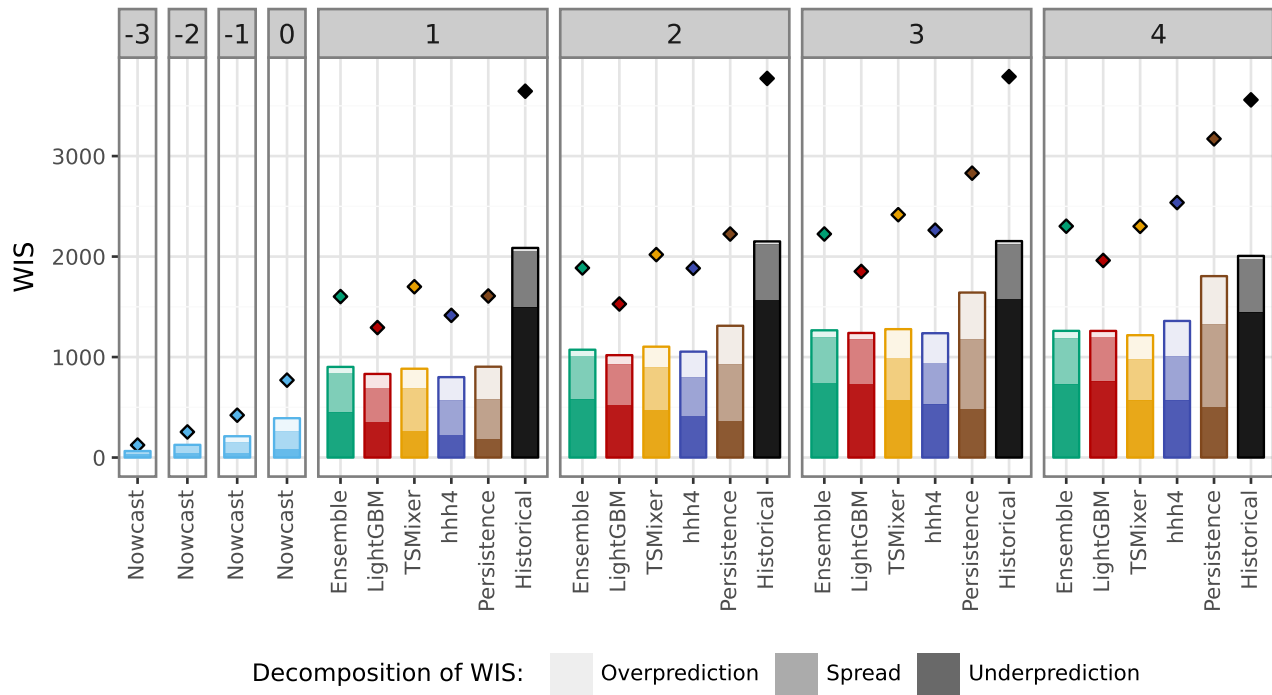 -3 -2 -1 0 1 2 3 4
WIS
3000
2000
1000
0
Nowcast Nowcast Nowcast Nowcast Ensemble LightGBM TSMixer hhh4 Persistence Historical Ensemble LightGBM TSMixer hhh4 Persistence Historical Ensemble LightGBM TSMixer hhh4 Persistence Historical Ensemble LightGBM TSMixer hhh4 Persistence Historical
Decomposition of WIS: Overprediction Spread Underprediction